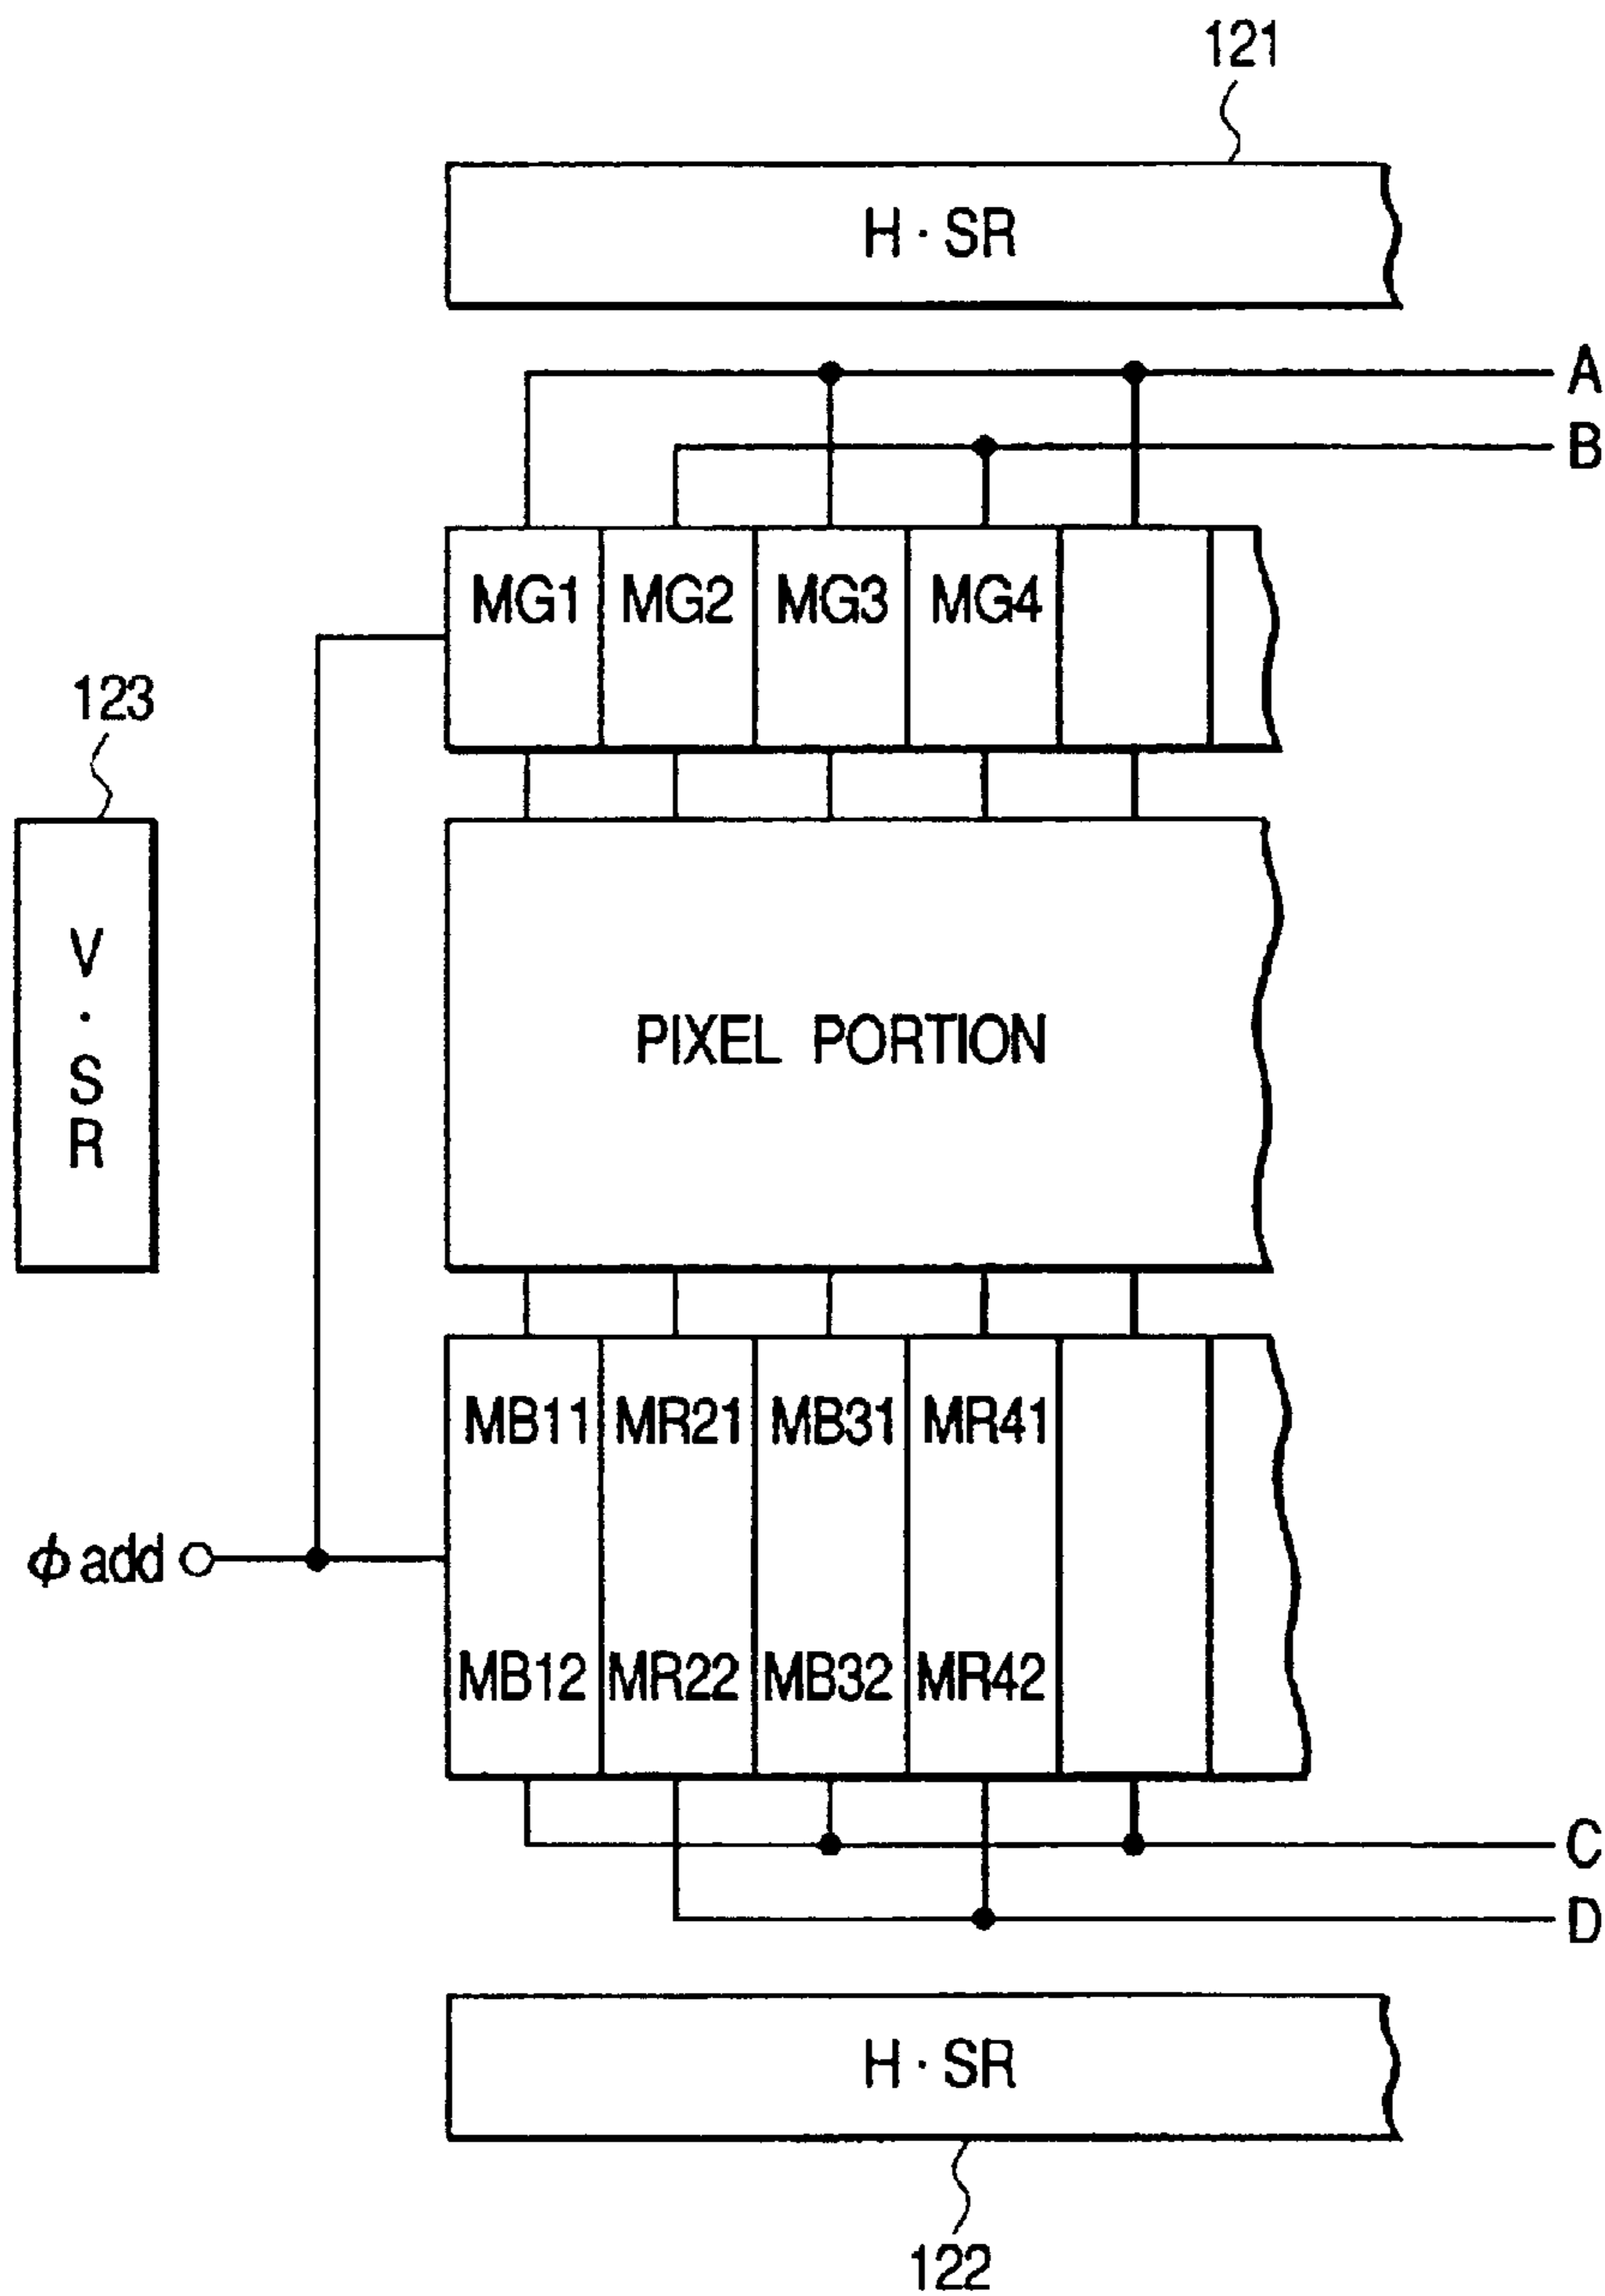 121
H · SR
A
B
MG1 MG2 MG3 MG4
123
V · SR
PIXEL PORTION
MB11 MR21 MB31 MR41
ϕ add
MB12 MR22 MB32 MR42
C
D
H · SR
122